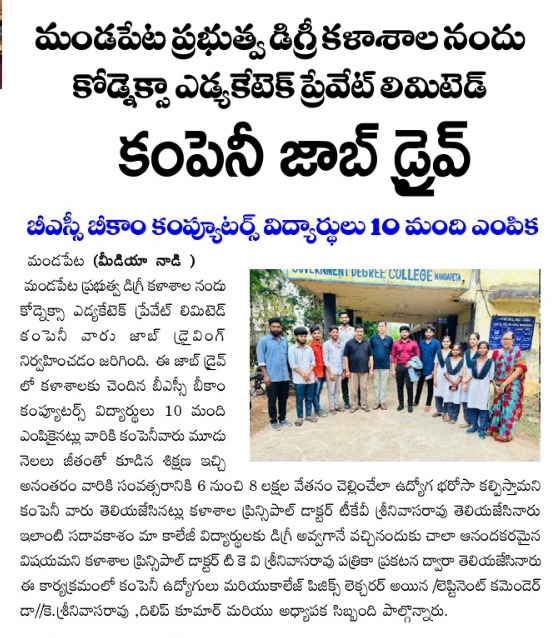 మండపేట ప్రభుత్వ డిగ్రీ కళాశాల నందు
కోడ్నెక్సా ఎడ్యకేటెక్ ప్రేవేట్ లిమిటెడ్
కంపెనీ జాబ్ డ్రైవ్
బీఎస్సీ బీకాం కంప్యూటర్స్ విద్యార్థులు 10 మంది ఎంపిక
మండపేట (మీడియా నాడి )
మండపేట ప్రభుత్వ డిగ్రీ కళాశాల నందు
కోడ్నెక్సా ఎడ్యకేటెక్ ప్రేవేట్ లిమిటెడ్
కంపెనీ వారు జాబ్ డ్రైవింగ్
నిర్వహించడం జరిగింది. ఈ జాబ్ డ్రైవ్
లో కళాశాలకు చెందిన బీఎస్సీ బీకాం
కంప్యూటర్స్ విద్యార్థులు 10 మంది
ఎంపికైనట్లు వారికి కంపెనీవారు మూడు
నెలలు జీతంతో కూడిన శిక్షణ ఇచ్చి
GOVERNMENT DEGREE COLLEGE MANDAPETA
అనంతరం వారికి సంవత్సరానికి 6 నుంచి 8 లక్షల వేతనం చెల్లించేలా ఉద్యోగ భరోసా కల్పిస్తామని
కంపెనీ వారు తెలియజేసినట్లు కళాశాల ప్రిన్సిపాల్ డాక్టర్ టీకేవీ శ్రీనివాసరావు తెలియజేసినారు
ఇలాంటి సదావకాశం మా కాలేజీ విద్యార్థులకు డిగ్రీ అవ్వగానే వచ్చినందుకు చాలా ఆనందకరమైన
విషయమని కళాశాల ప్రిన్సిపాల్ డాక్టర్ టి కె వి శ్రీనివాసరావు పత్రికా ప్రకటన ద్వారా తెలియజేసినారు
ఈ కార్యక్రమంలో కంపెనీ ఉద్యోగులు మరియుకాలేజ్ ఫిజిక్స్ లెక్చరర్ అయిన /లెఫ్టినెంట్ కమెండెర్
డా//కె.శ్రీనివాసరావు ,దిలిప్ కుమార్ మరియు అధ్యాపక సిబ్బంది పాల్గొన్నారు.